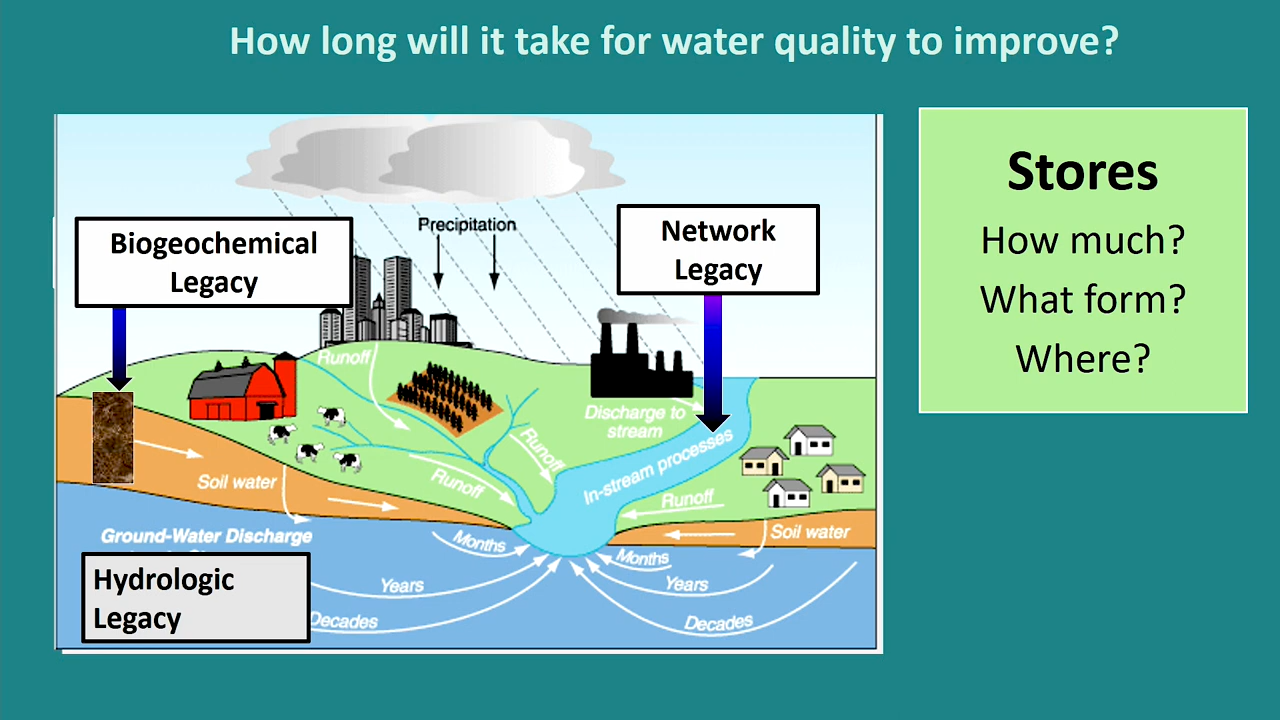 How long will it take for water quality to improve?
Stores
How much?
What form?
Where?
Biogeochemical
Legacy
Precipitation
Network
Legacy
Runoff
Discharge to
stream
In-stream processes
Runoff
Runoff
Runoff
Soil water
Soil water
Ground-Water Discharge
Months
Months
Years
Years
Decades
Decades
Hydrologic
Legacy